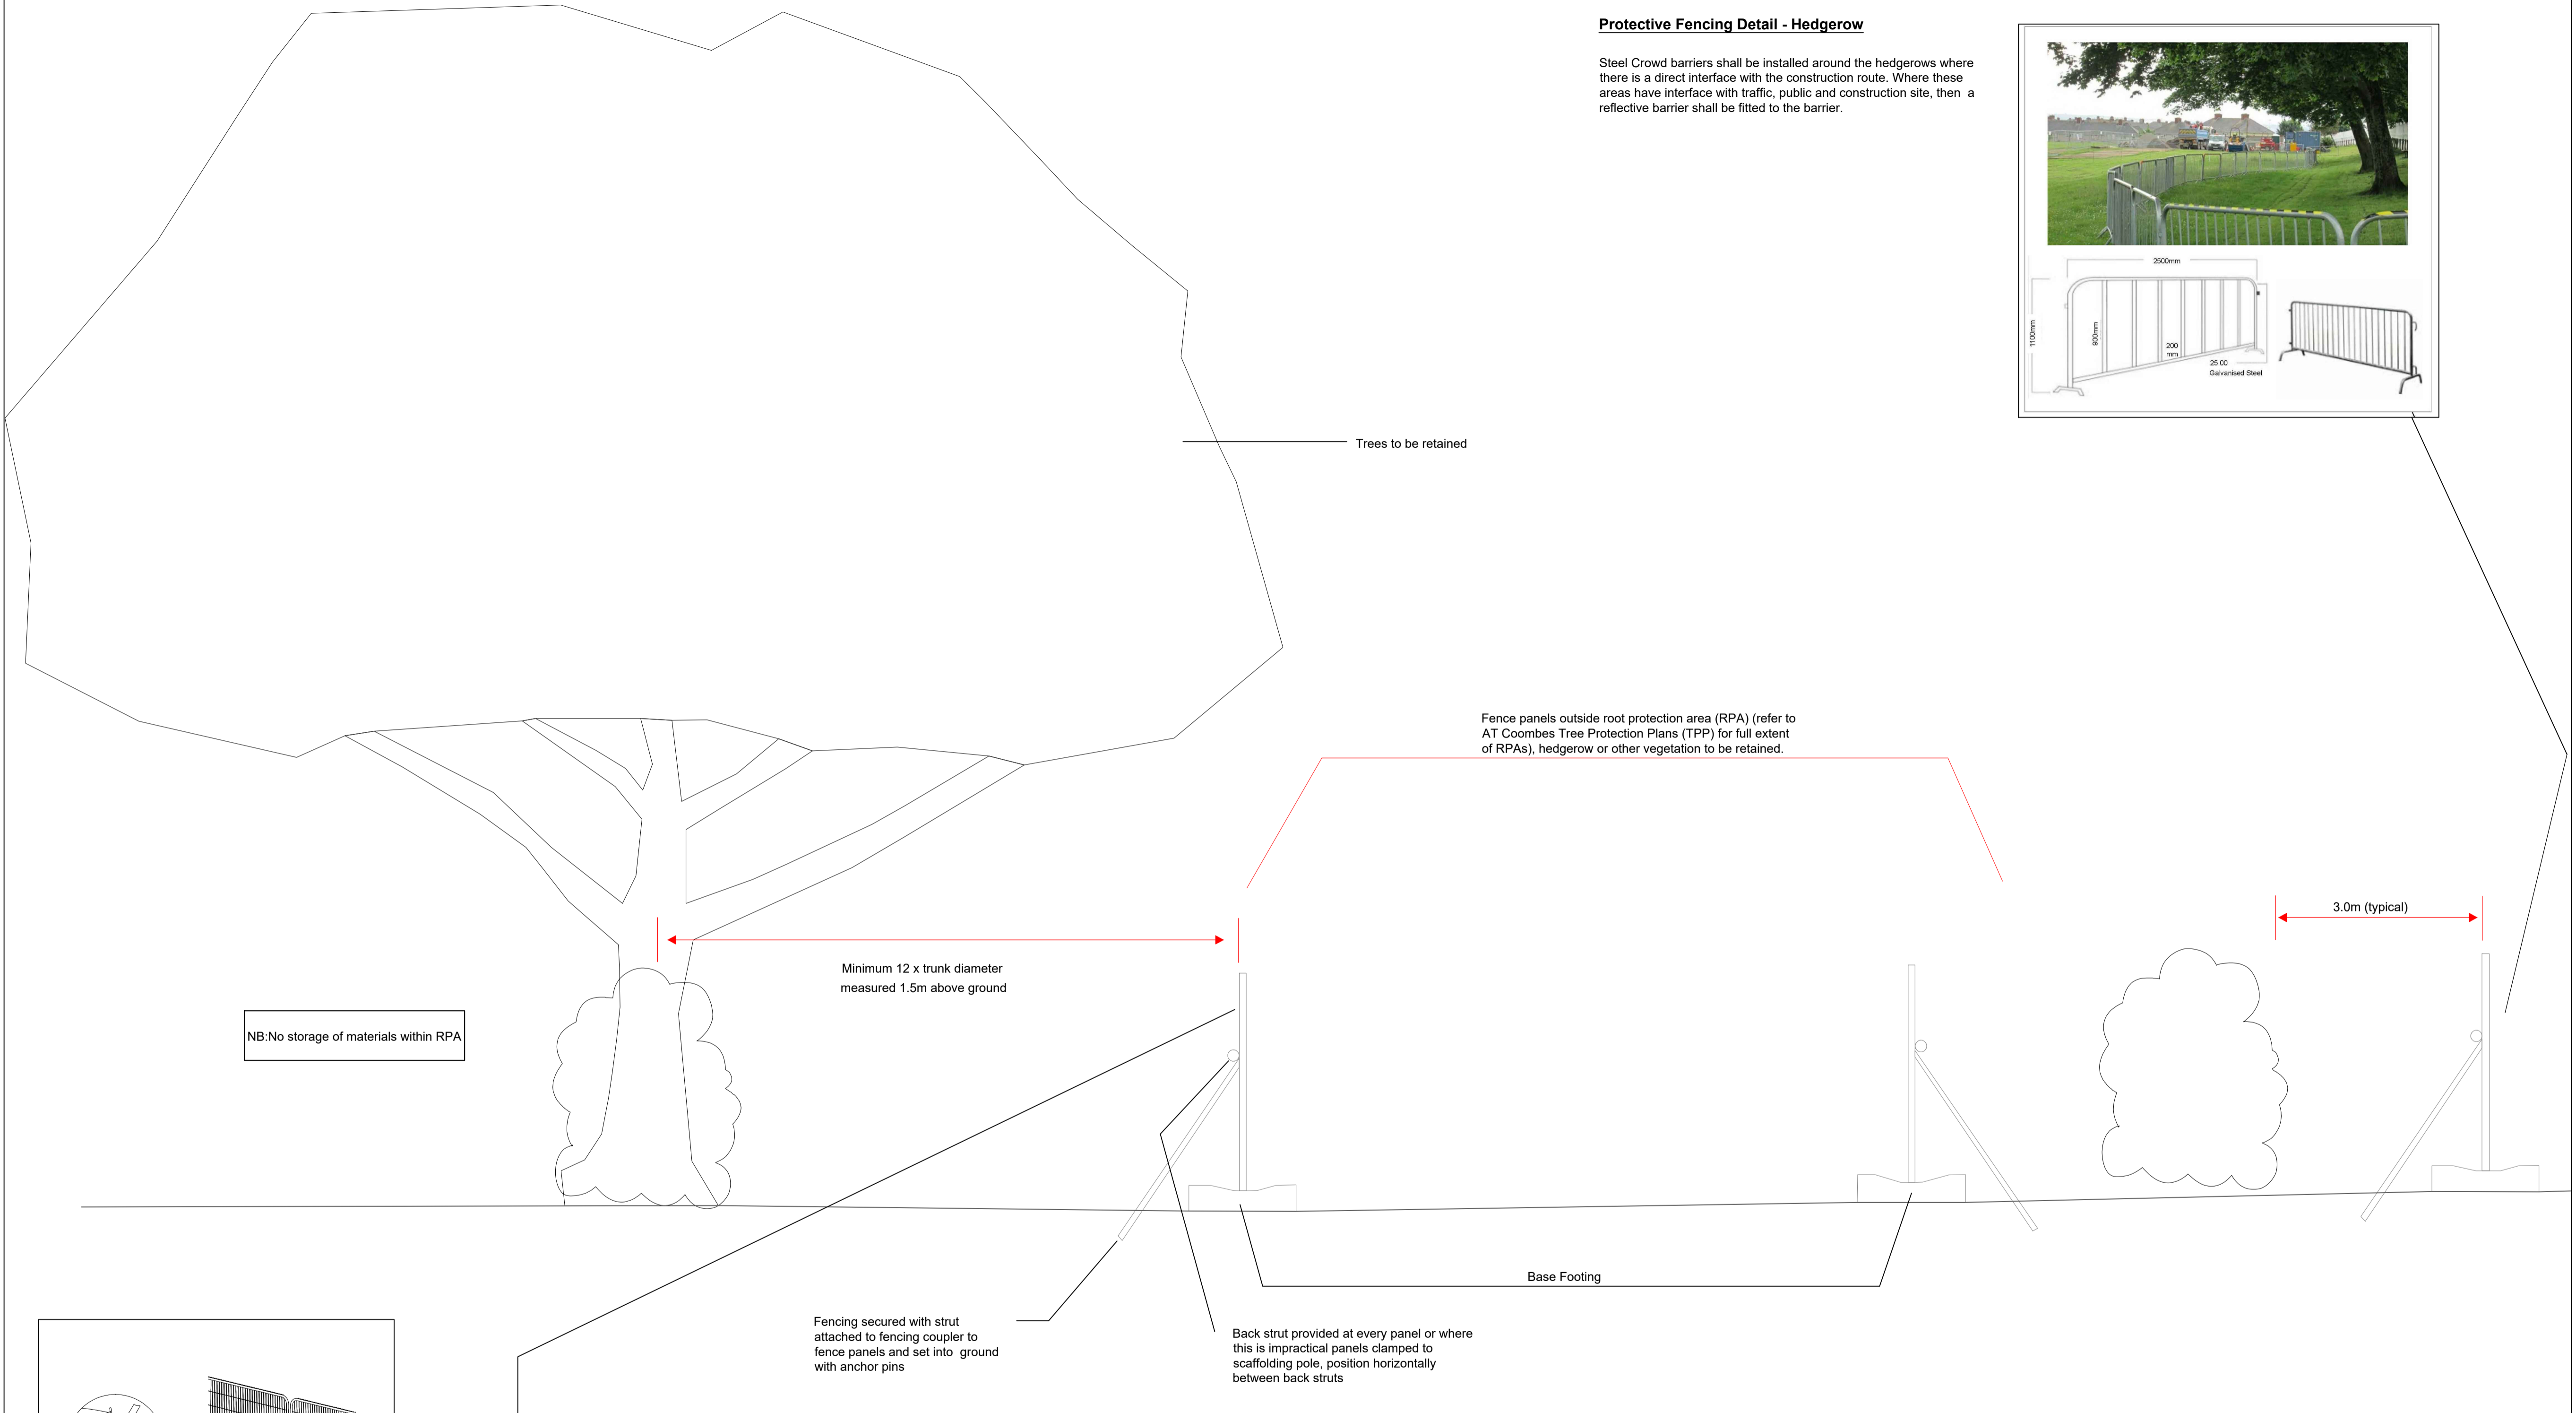 Protective Fencing Detail - Hedgerow
Steel Crowd barriers shall be installed around the hedgerows where
there is a direct interface with the construction route. Where these
areas have interface with traffic, public and construction site, then  a
reflective barrier shall be fitted to the barrier.
2500mm
1100mm
900mm
200
mm
25 00
Galvanised Steel
Trees to be retained
Fence panels outside root protection area (RPA) (refer to
AT Coombes Tree Protection Plans (TPP) for full extent
of RPAs), hedgerow or other vegetation to be retained.
3.0m (typical)
Minimum 12 x trunk diameter
measured 1.5m above ground
NB:No storage of materials within RPA
Base Footing
Fencing secured with strut
attached to fencing coupler to
fence panels and set into  ground
with anchor pins
Back strut provided at every panel or where
this is impractical panels clamped to
scaffolding pole, position horizontally
between back struts